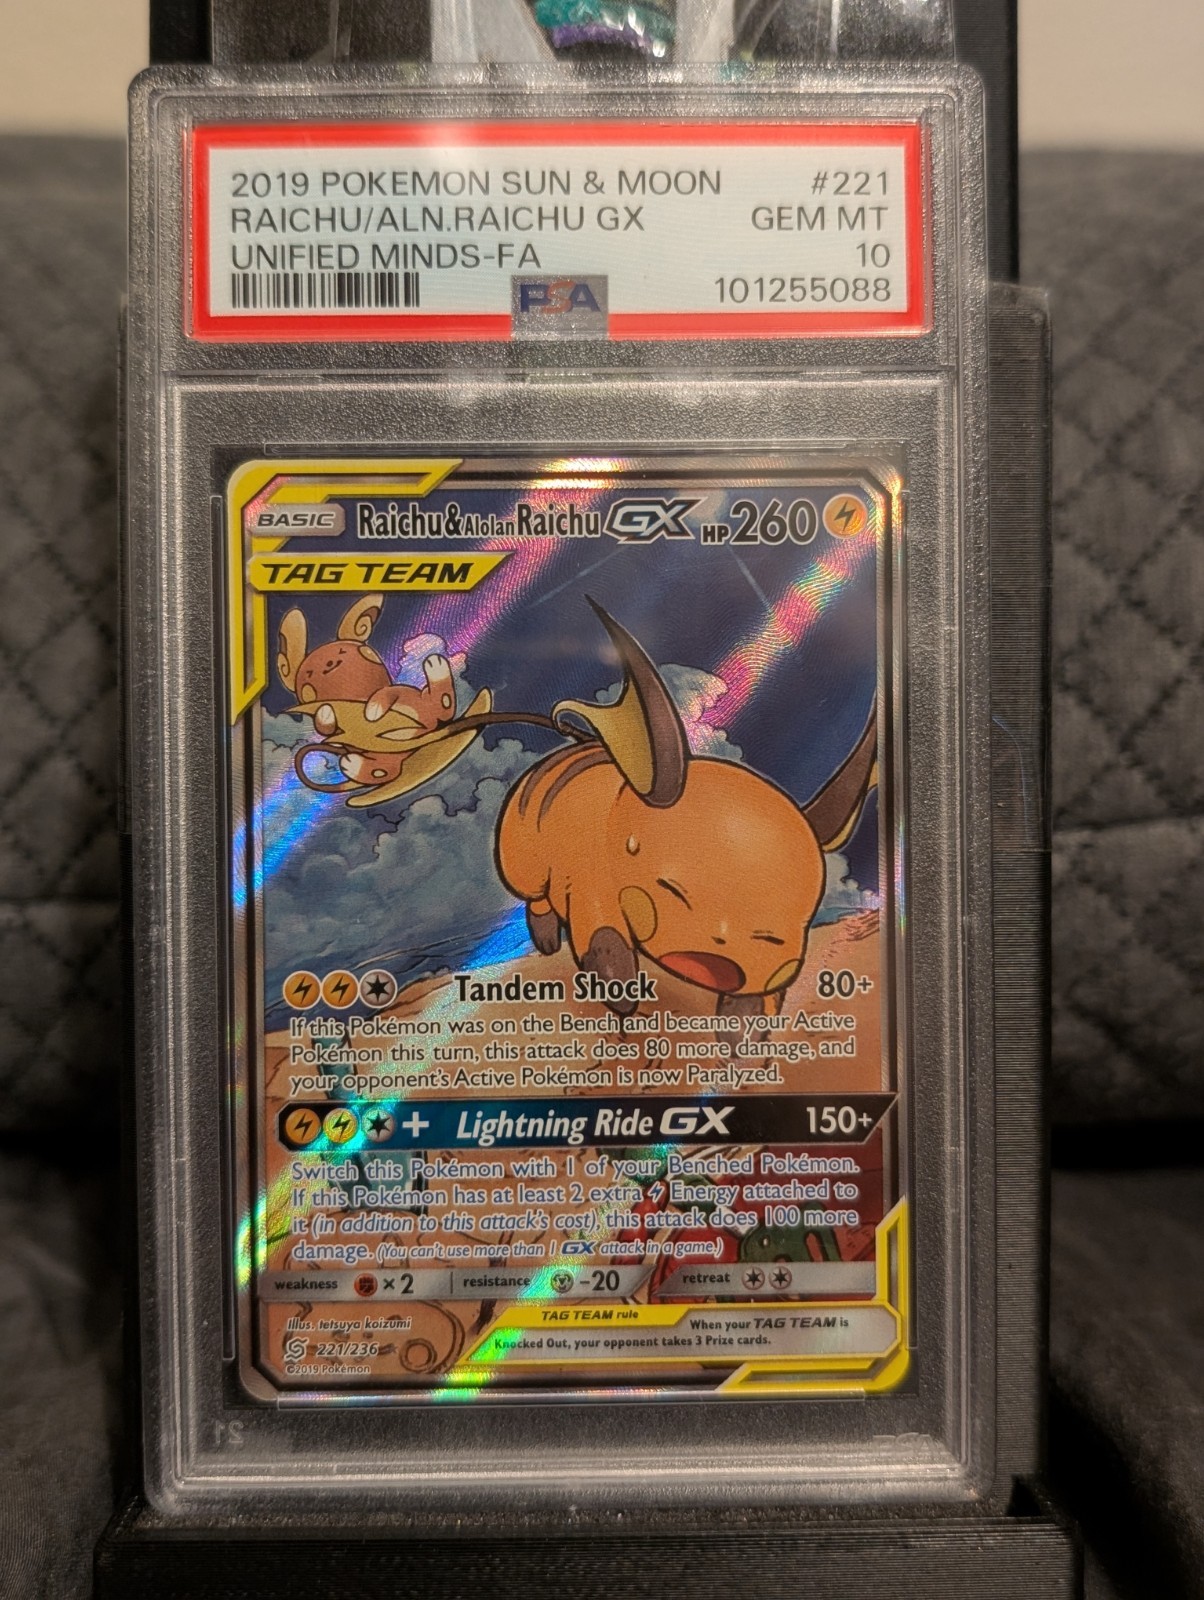 2019 POKEMON SUN & MOON #221
RAICHU/ALN.RAICHU GX GEM MT
UNIFIED MINDS-FA 10
PSA 101255088
BASIC Raichu&AlolanRaichu GX HP260
TAG TEAM
Tandem Shock 80+
If this Pokémon was on the Bench and became your Active
Pokémon this turn, this attack does 80 more damage, and
your opponent's Active Pokémon is now Paralyzed.
+ Lightning Ride GX 150+
Switch this Pokémon with 1 of your Benched Pokémon.
If this Pokémon has at least 2 extra Energy attached to
it (in addition to this attack's cost), this attack does 100 more
damage. (You can't use more than 1 GX attack in a game.)
weakness ×2 resistance -20 retreat
TAG TEAM rule When your TAG TEAM is
Knocked Out, your opponent takes 3 Prize cards.
Illus. tetsuya koizumi
221/236
©2019 Pokémon
21